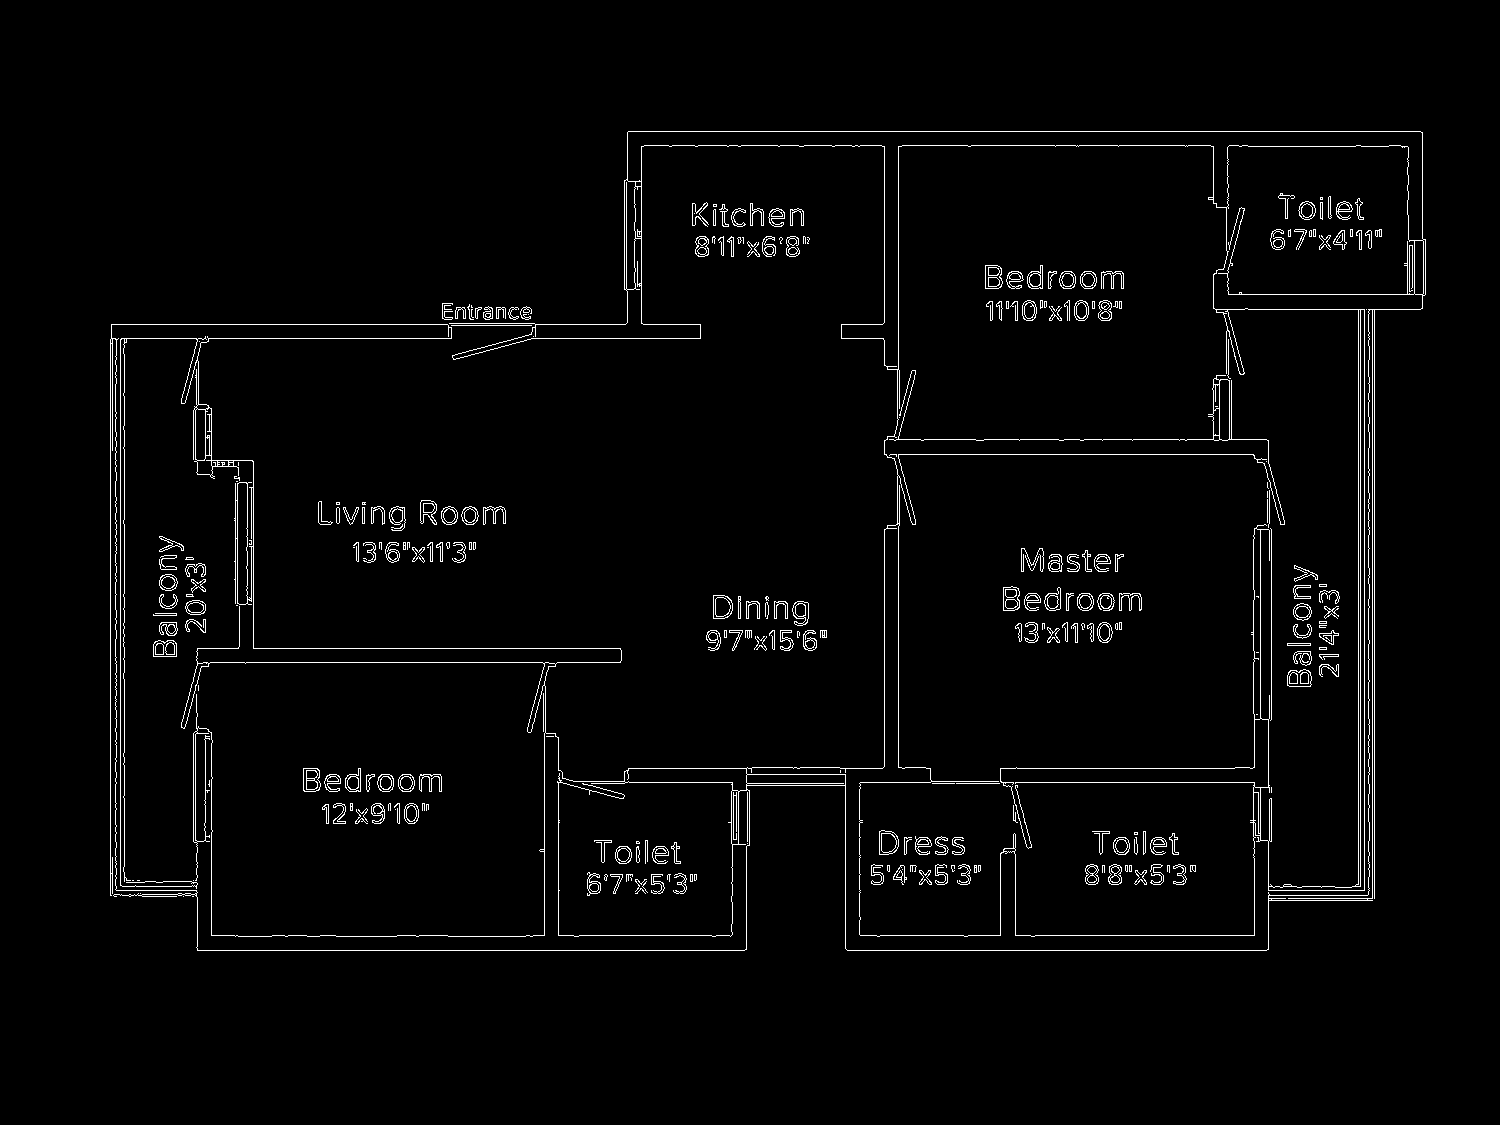 Kitchen
8'11"x6'8"
Toilet
6'7"x4'11"
Bedroom
11'10"x10'8"
Entrance
Living Room
13'6"x11'3"
Balcony
20'x3'
Dining
9'7"x15'6"
Master
Bedroom
13'x11'10"
Balcony
21'4"x3'
Bedroom
12'x9'10"
Toilet
6'7"x5'3"
Dress
5'4"x5'3"
Toilet
8'8"x5'3"